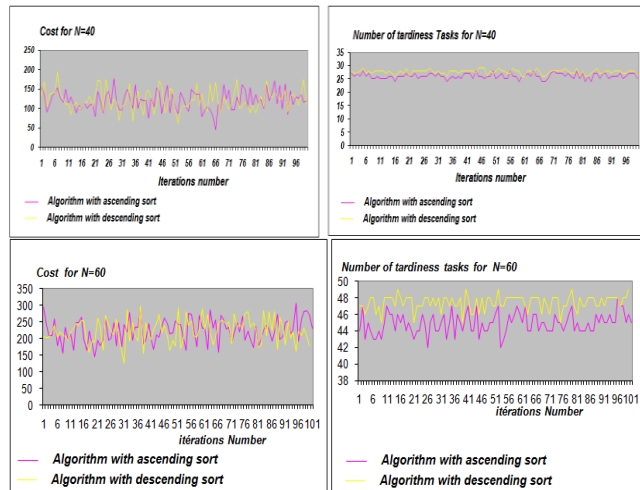 Cost for N=40
250
200
150
100
50
0
1 6 11 16 21 26 31 36 41 46 51 56 61 66 71 76 81 86 91 96
Iterations number
Algorithm with ascending sort
Algorithm with descending sort
Number of tardiness Tasks for N=40
35
30
25
20
15
10
5
0
1 6 11 16 21 26 31 36 41 46 51 56 61 66 71 76 81 86 91 96
Iterations number
Algorithm with ascending sort
Algorithm with descending sort
Cost for N=60
350
300
250
200
150
100
50
0
1 6 11 16 21 26 31 36 41 46 51 56 61 66 71 76 81 86 91 96 101
itérations Number
Algorithm with ascending sort
Algorithm with descending sort
Number of tardiness tasks for N=60
50
48
46
44
42
40
38
1 6 11 16 21 26 31 36 41 46 51 56 61 66 71 76 81 86 91 96 101
itérations Number
Algorithm with ascending sort
Algorithm with descending sort